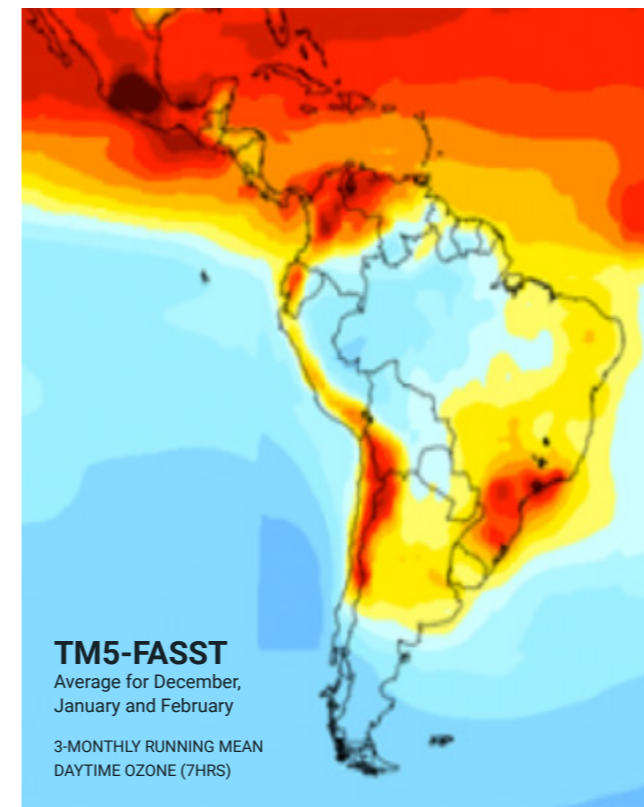 TM5-FASST
Average for December,
January and February
3-MONTHLY RUNNING MEAN
DAYTIME OZONE (7HRS)